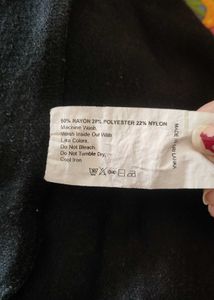 50% RAYON 28% POLYESTER 22% NYLON
Machine Wash
Wash Inside Out With
Like Colors.
Do Not Bleach.
Do Not Tumble Dry.
Cool Iron
MADE IN SRI LANKA